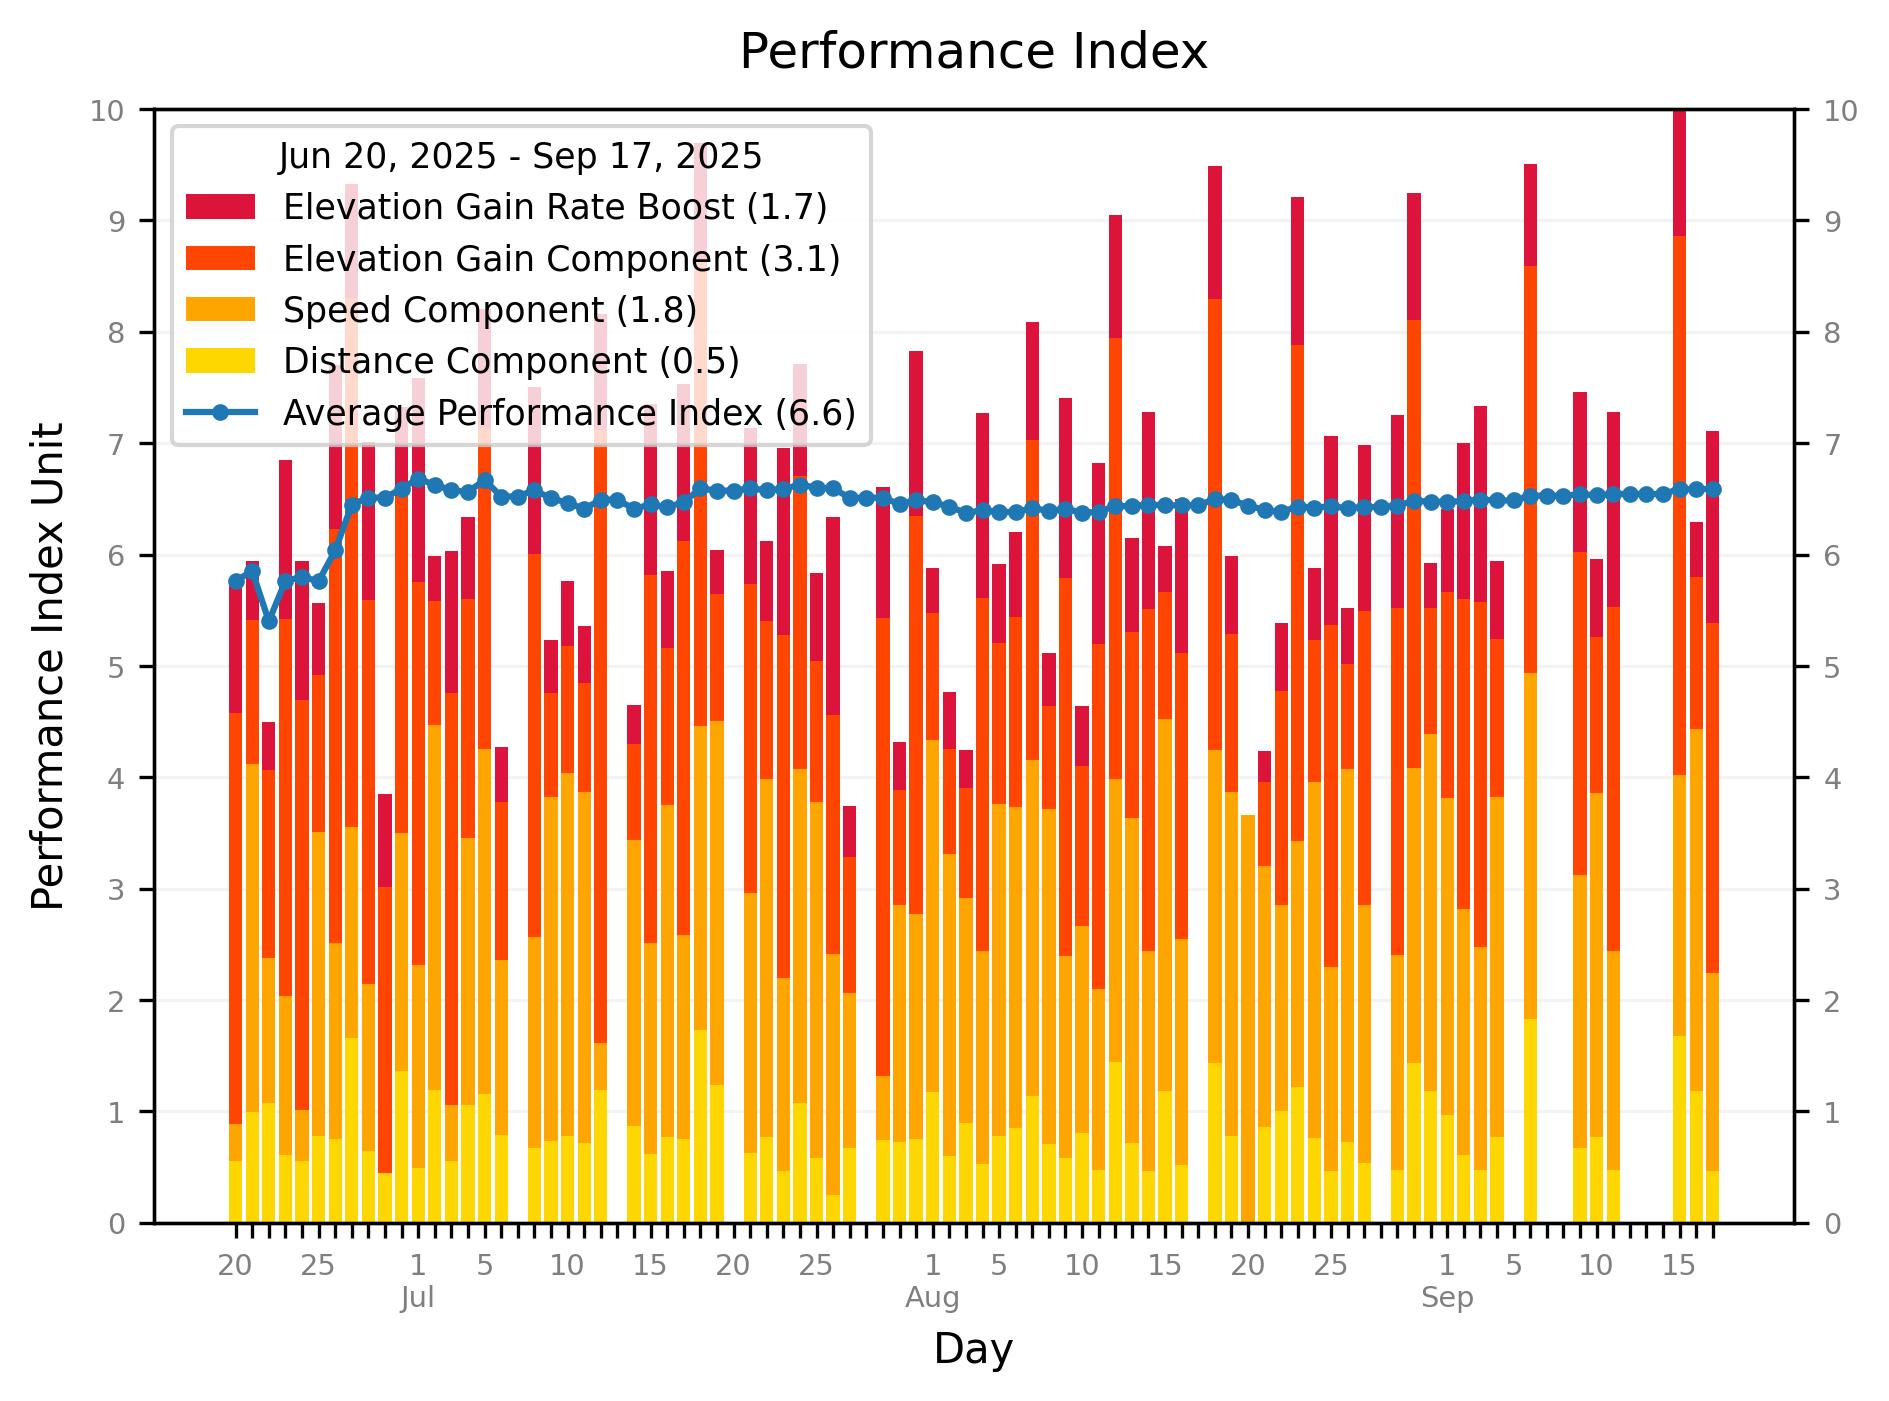 Performance Index
Jun 20, 2025 - Sep 17, 2025
Elevation Gain Rate Boost (1.7)
Elevation Gain Component (3.1)
Speed Component (1.8)
Distance Component (0.5)
Average Performance Index (6.6)
Performance Index Unit
10
9
8
7
6
5
4
3
2
1
0
10
9
8
7
6
5
4
3
2
1
0
20 25 1 5 10 15 20 25 1 5 10 15 20 25 1 5 10 15
Jul Aug Sep
Day